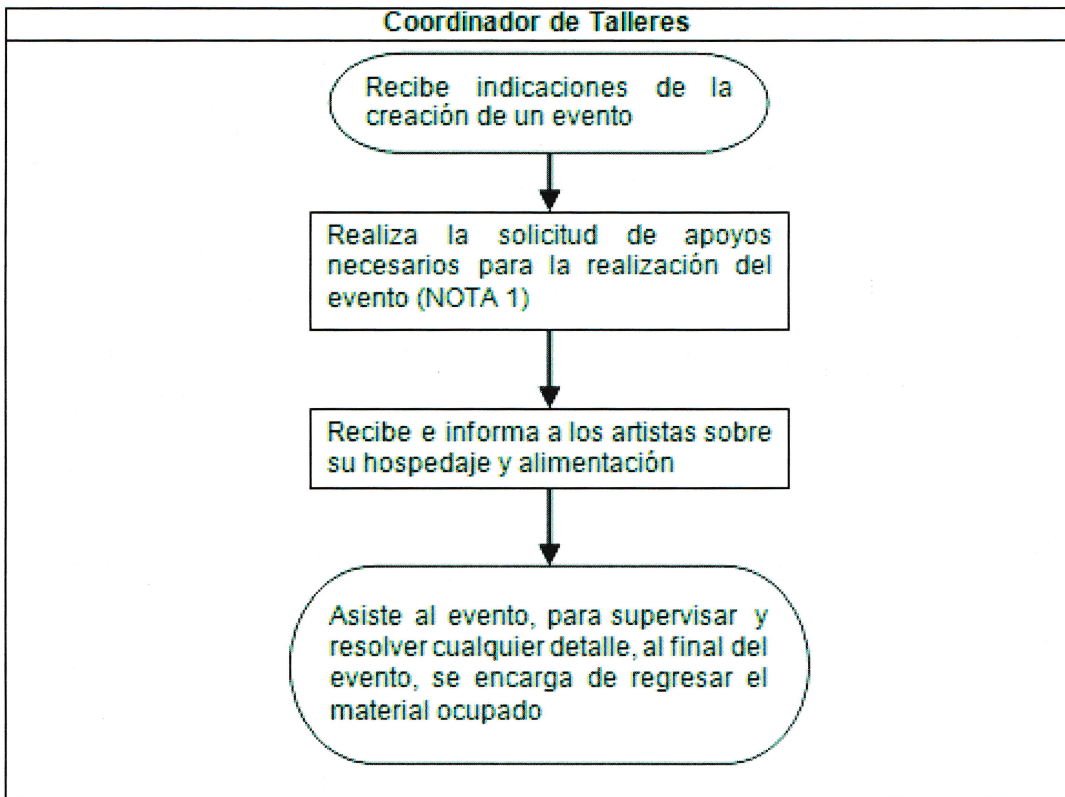 Coordinador de Talleres
Recibe indicaciones de la
creación de un evento
Realiza la solicitud de apoyos
necesarios para la realización del
evento (NOTA 1)
Recibe e informa a los artistas sobre
su hospedaje y alimentación
Asiste al evento, para supervisar y
resolver cualquier detalle, al final del
evento, se encarga de regresar el
material ocupado